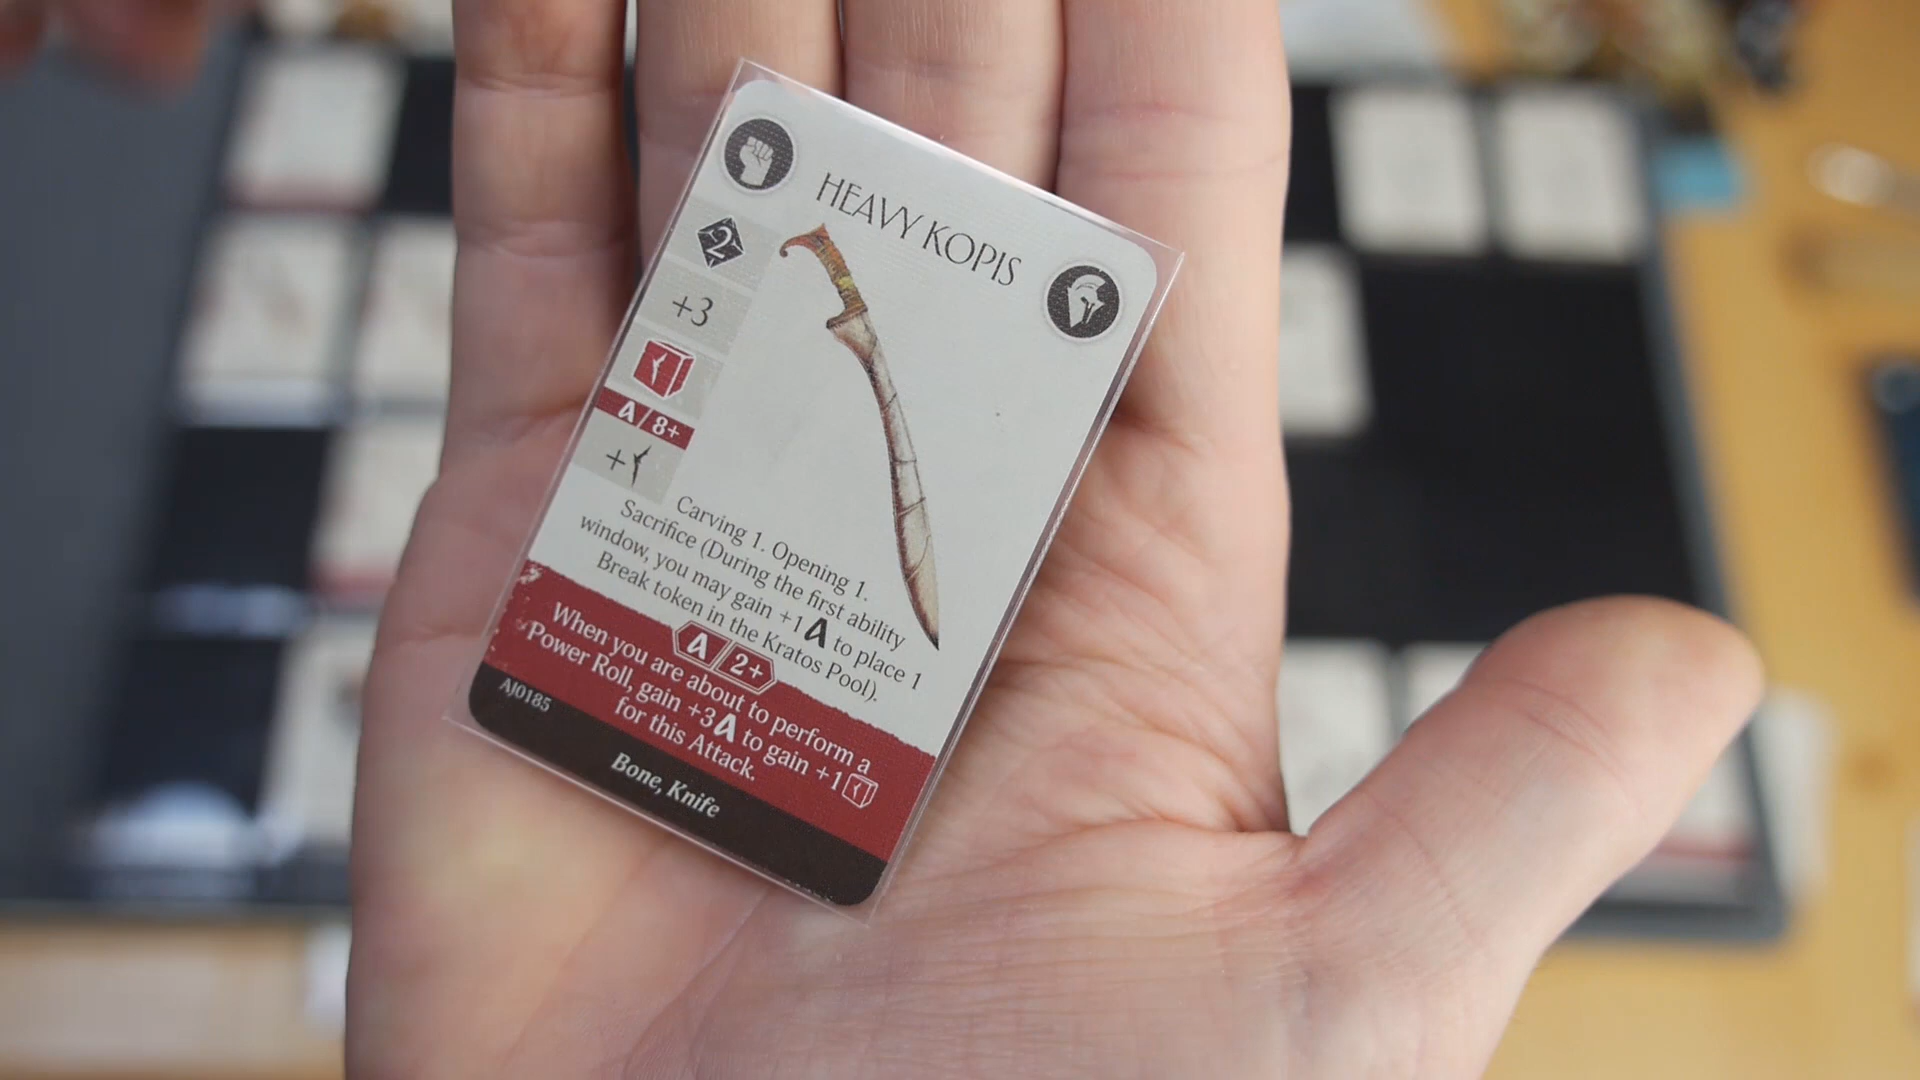 HEAVY KOPIS
2
+3
A/8+
+
Carving 1. Opening 1.
Sacrifice (During the first ability
window, you may gain +1A to place 1
Break token in the Kratos Pool).
A/2+
When you are about to perform a
Power Roll, gain +3A to gain +1
for this Attack.
AJ0185
Bone, Knife